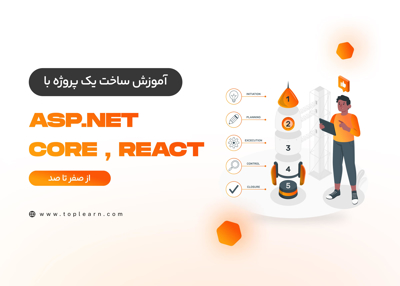 آموزش ساخت یک پروژه با
ASP.NET
CORE , REACT
از صفر تا صد
www.toplearn.com
INITIATION
PLANNING
EXECUTION
CONTROL
CLOSURE
1
2
3
4
5